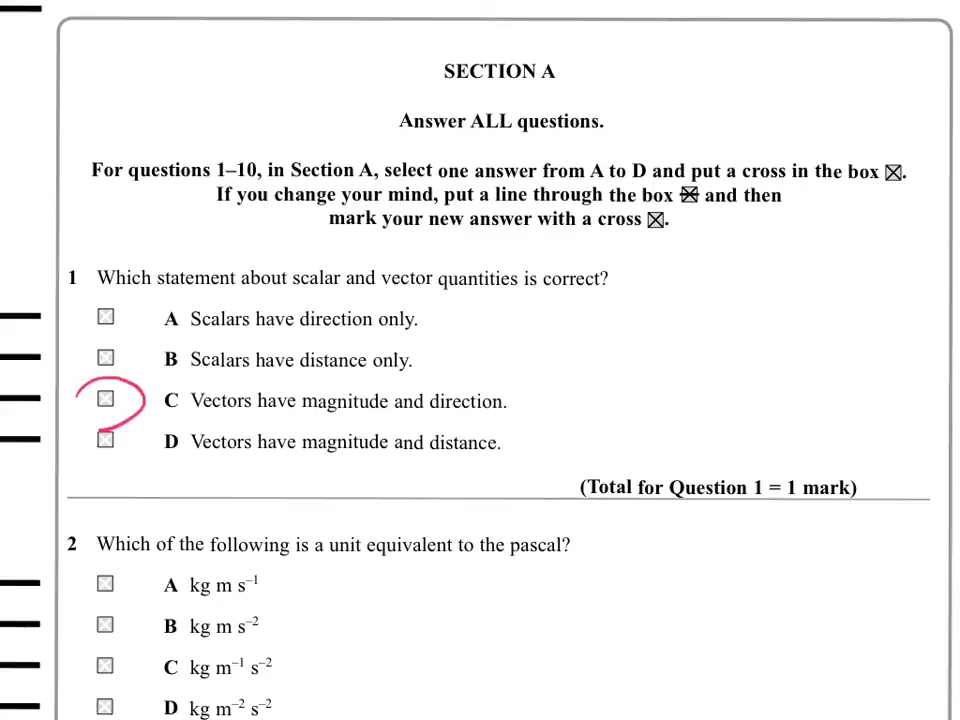 SECTION A
Answer ALL questions.
For questions 1–10, in Section A, select one answer from A to D and put a cross in the box ☒.
If you change your mind, put a line through the box ☒ and then
mark your new answer with a cross ☒.
1 Which statement about scalar and vector quantities is correct?
A Scalars have direction only.
B Scalars have distance only.
C Vectors have magnitude and direction.
D Vectors have magnitude and distance.
(Total for Question 1 = 1 mark)
2 Which of the following is a unit equivalent to the pascal?
A kg m s⁻¹
B kg m s⁻²
C kg m⁻¹ s⁻²
D kg m⁻² s⁻²